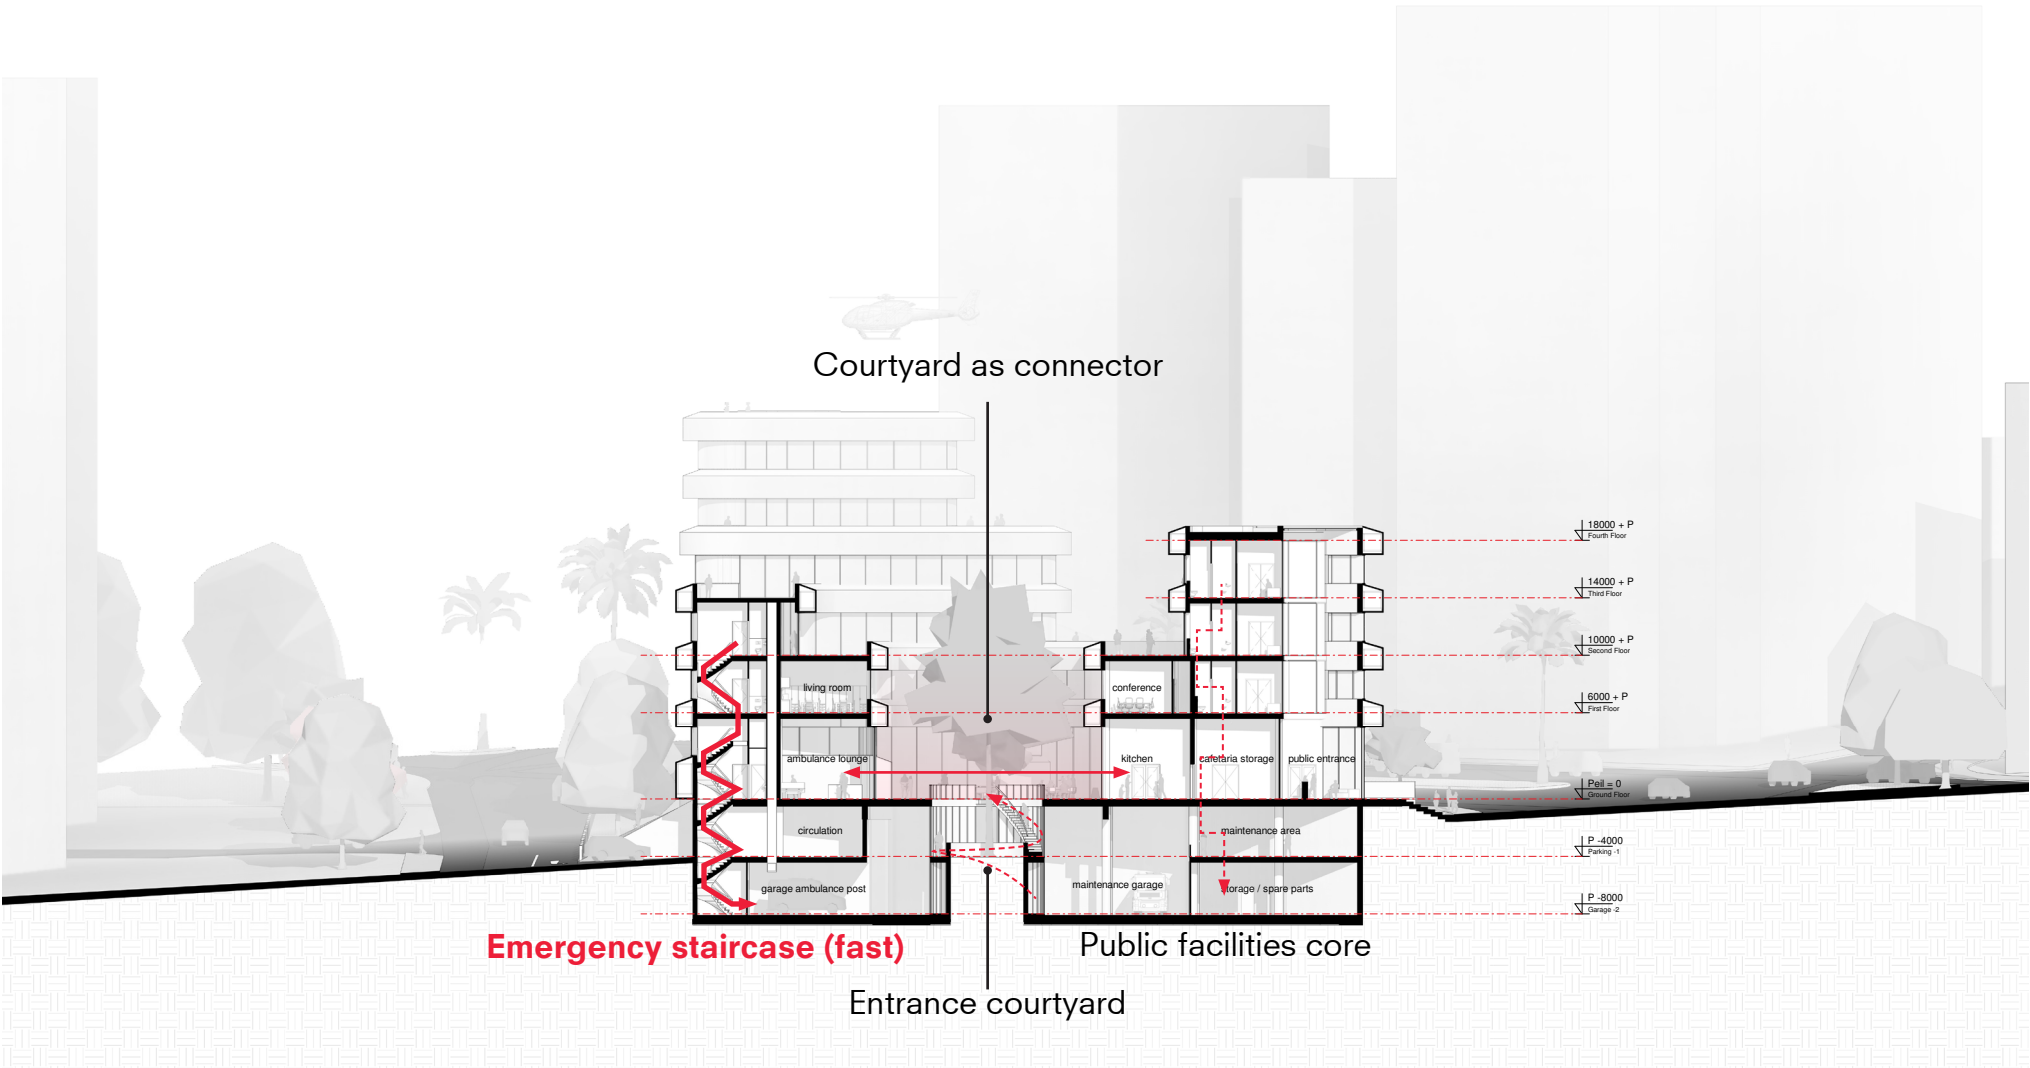 Courtyard as connector
18000 + P
Fourth Floor
14000 + P
Third Floor
10000 + P
Second Floor
living room
conference
6000 + P
First Floor
ambulance lounge
kitchen
cafetaria storage
public entrance
Peil = 0
Ground Floor
circulation
maintenance area
P -4000
Parking -1
garage ambulance post
maintenance garage
storage / spare parts
P -8000
Garage -2
Emergency staircase (fast)
Public facilities core
Entrance courtyard